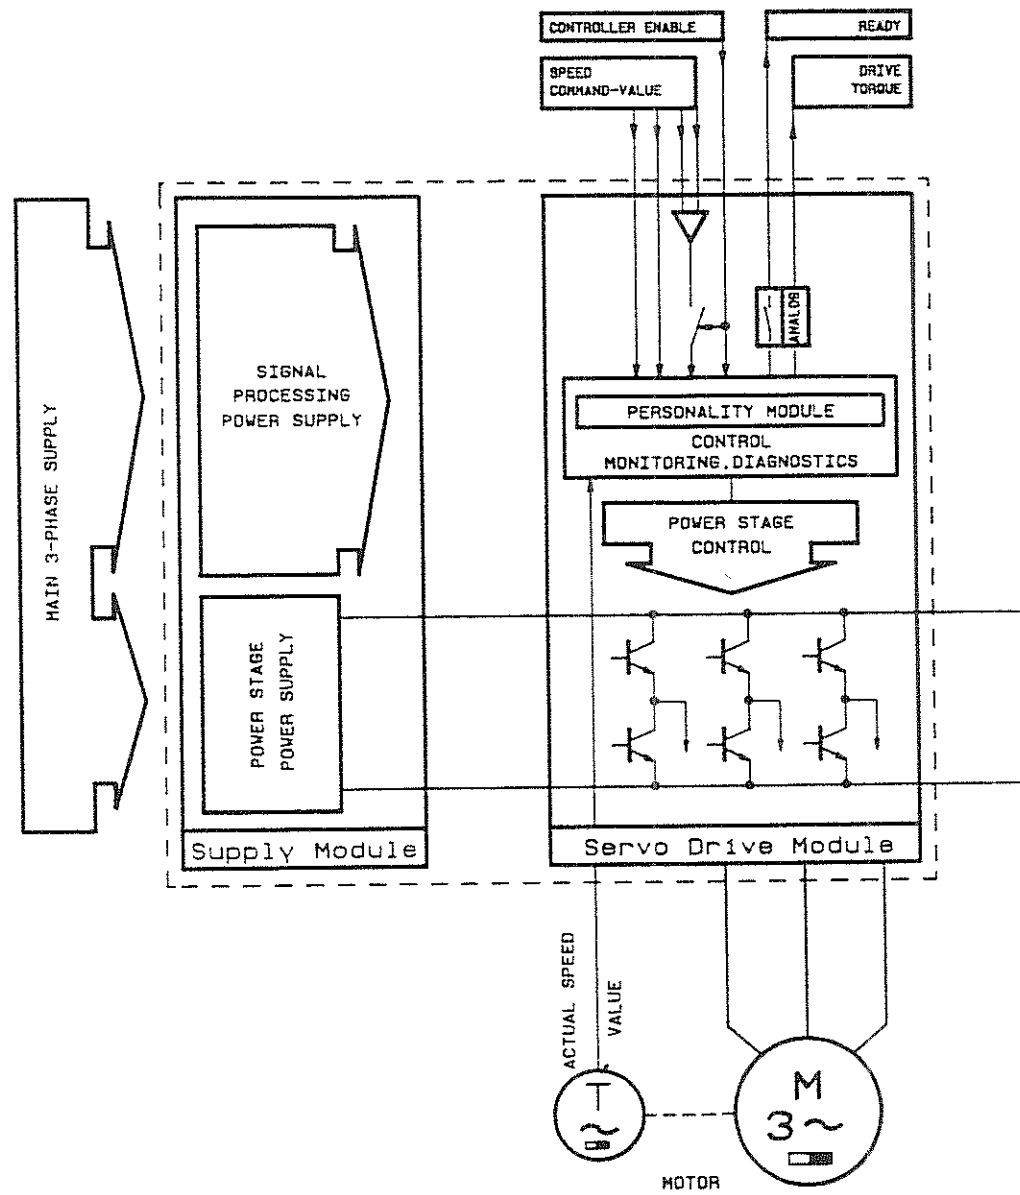 CONTROLLER ENABLE
READY
SPEED
COMMAND-VALUE
DRIVE
TORQUE
MAIN 3-PHASE SUPPLY
SIGNAL
PROCESSING
POWER SUPPLY
ANALOG
PERSONALITY MODULE
CONTROL
MONITORING,DIAGNOSTICS
POWER STAGE
CONTROL
POWER STAGE
POWER SUPPLY
Supply Module
Servo Drive Module
ACTUAL SPEED
VALUE
T
M
3~
MOTOR